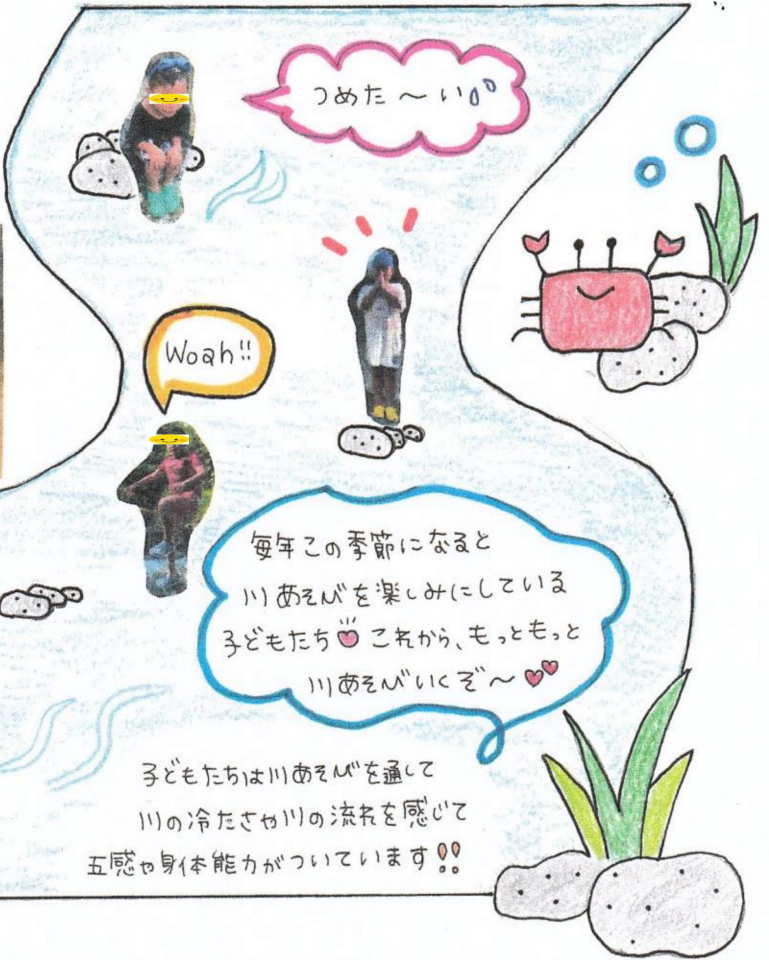 つめた〜い
Woah!!
毎年この季節になると
川あそびを楽しみにしている
子どもたち♡これから、もっともっと
川あそびいくぞ〜♡♡
子どもたちは川あそびを通して
川の冷たさや川の流れを感じて
五感や身体能力がついています!!